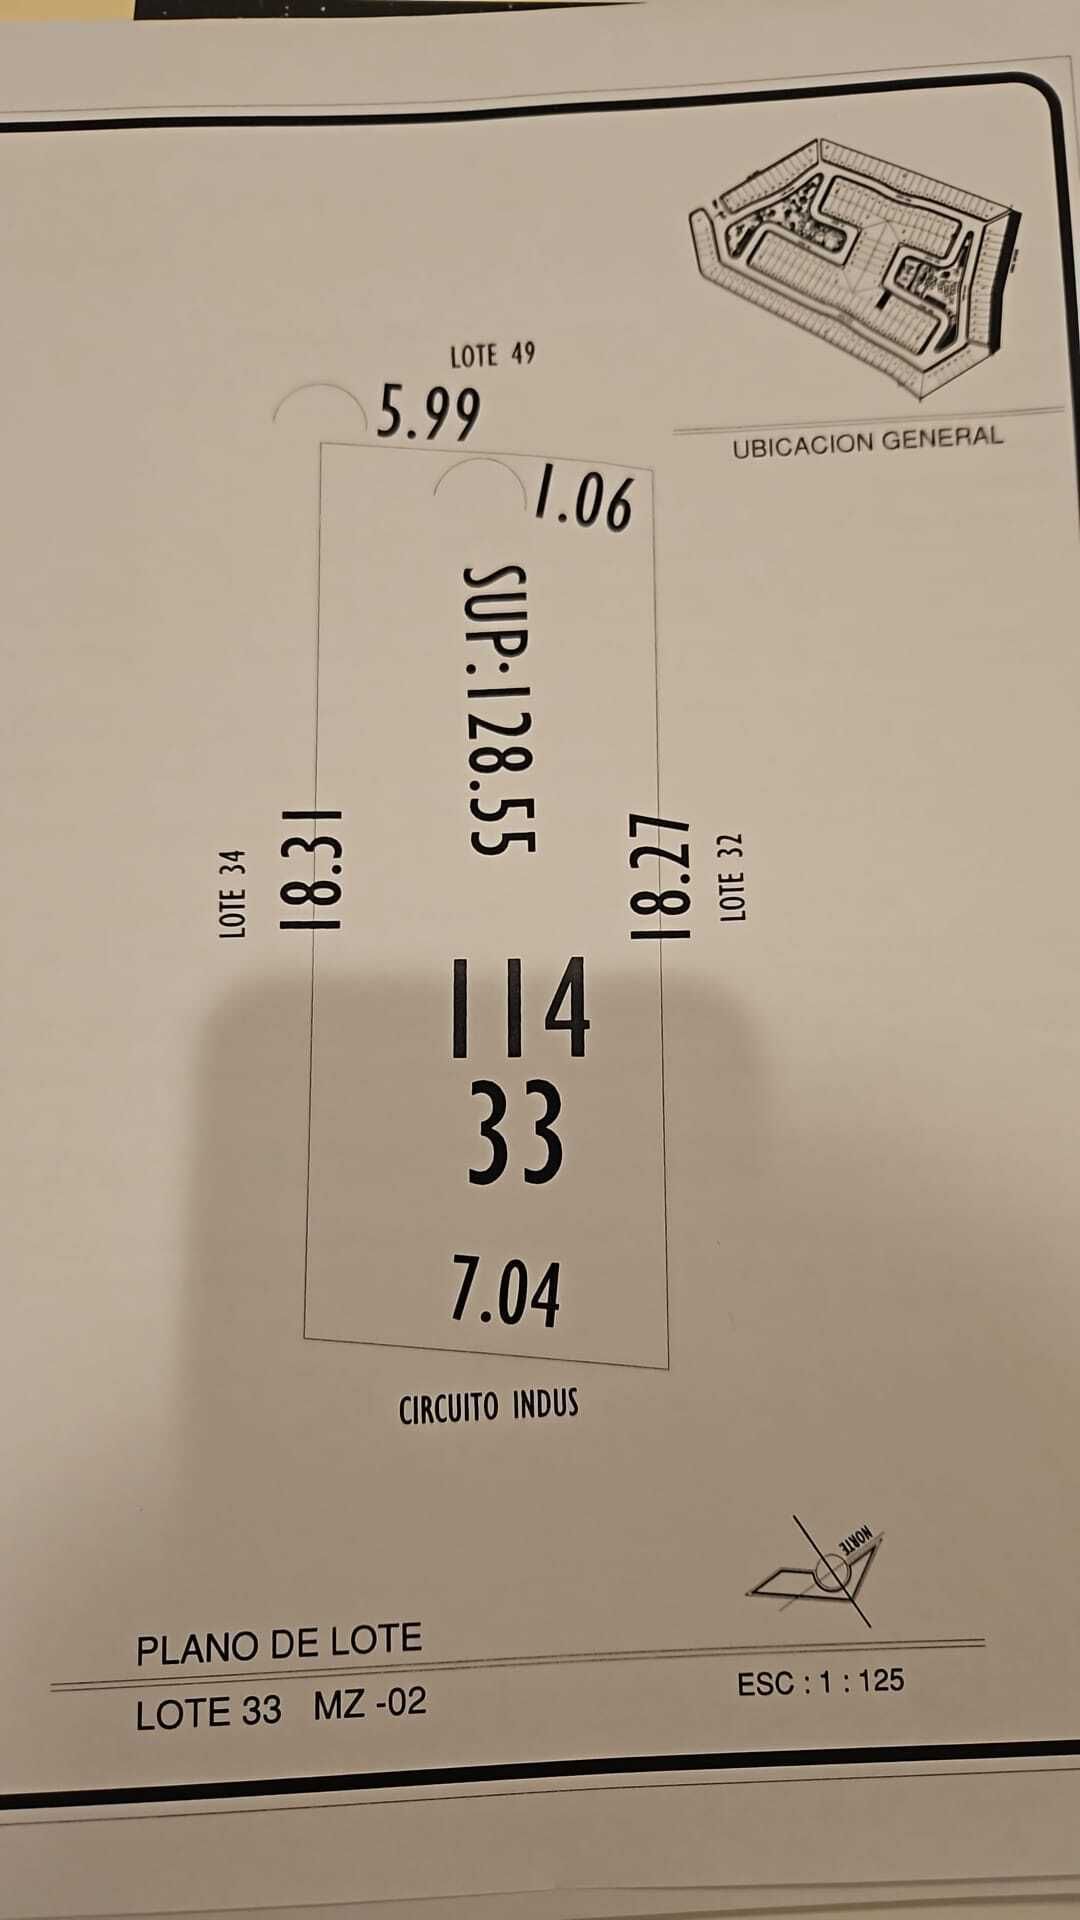 UBICACION GENERAL
LOTE 49
5.99
1.06
SUP:128.55
LOTE 34
18.31
18.27
LOTE 32
114
33
7.04
CIRCUITO INDUS
NORTE
PLANO DE LOTE
LOTE 33 MZ -02
ESC : 1 : 125